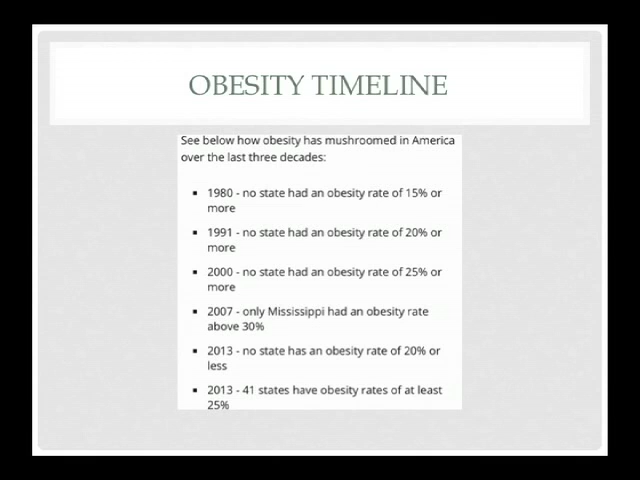 OBESITY TIMELINE
See below how obesity has mushroomed in America
over the last three decades:
▪ 1980 - no state had an obesity rate of 15% or
more
▪ 1991 - no state had an obesity rate of 20% or
more
▪ 2000 - no state had an obesity rate of 25% or
more
▪ 2007 - only Mississippi had an obesity rate
above 30%
▪ 2013 - no state has an obesity rate of 20% or
less
▪ 2013 - 41 states have obesity rates of at least
25%